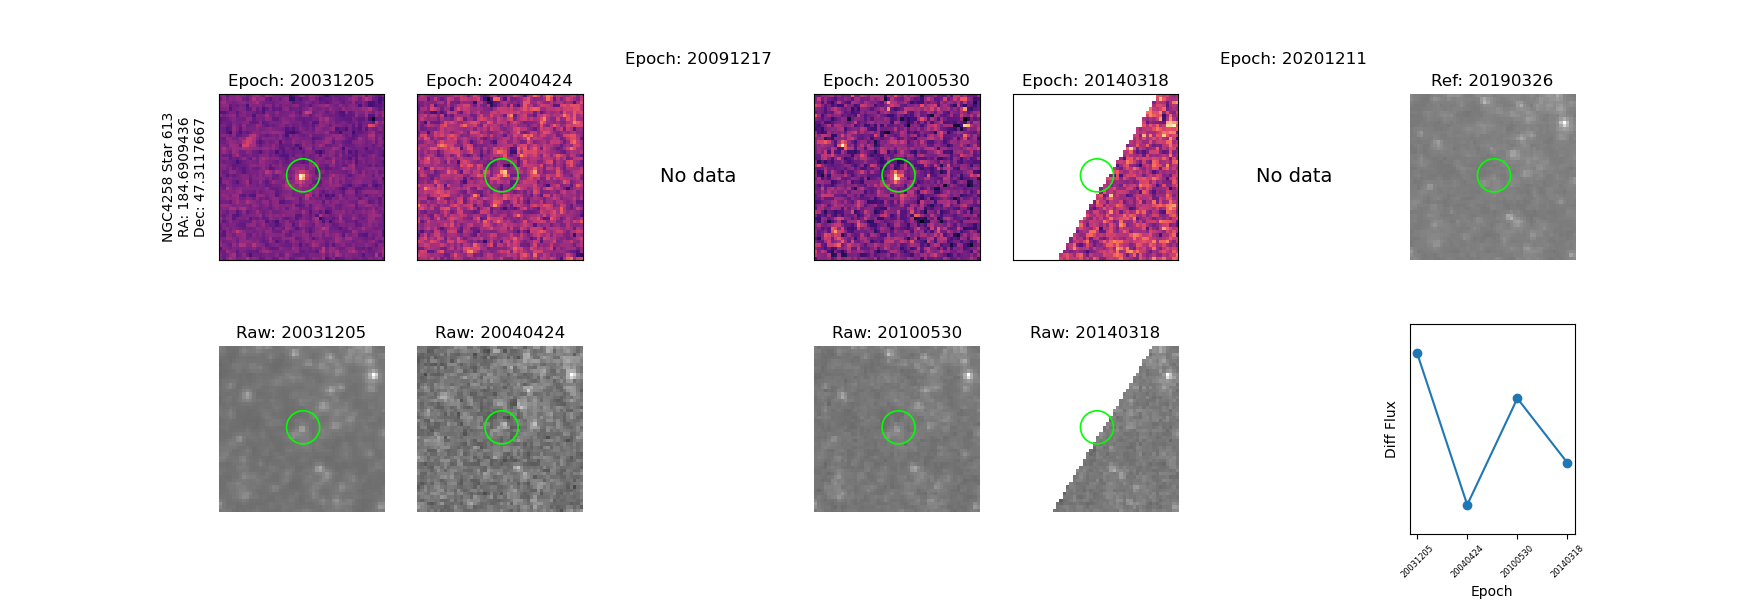 Epoch: 20091217
Epoch: 20201211
Epoch: 20031205
Epoch: 20040424
Epoch: 20100530
Epoch: 20140318
Ref: 20190326
NGC4258 Star 613
RA: 184.6909436
Dec: 47.3117667
No data
No data
Raw: 20031205
Raw: 20040424
Raw: 20100530
Raw: 20140318
Diff Flux
20031205
20040424
20100530
20140318
Epoch